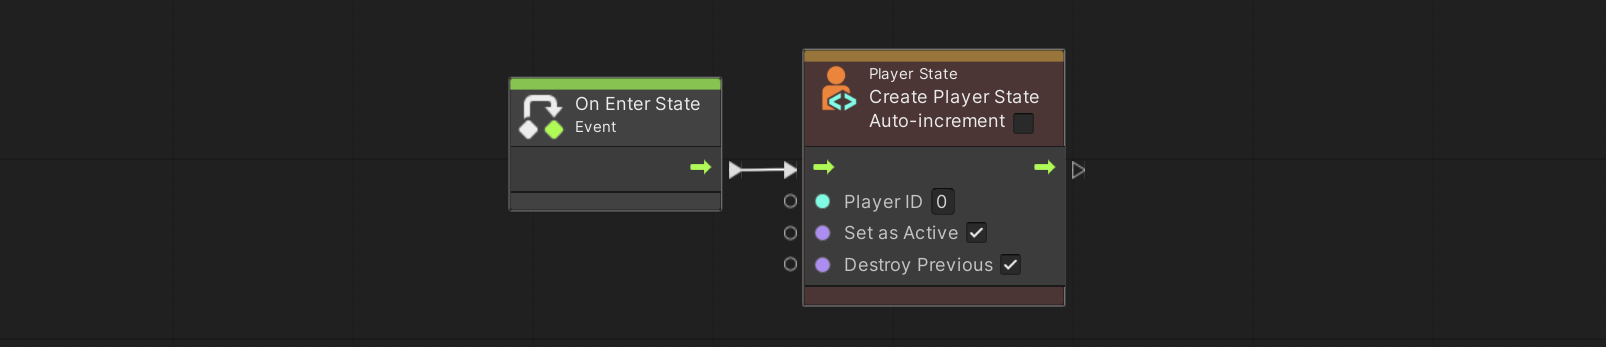 On Enter State
Event
Player State
Create Player State
Auto-increment
Player ID 0
Set as Active
Destroy Previous